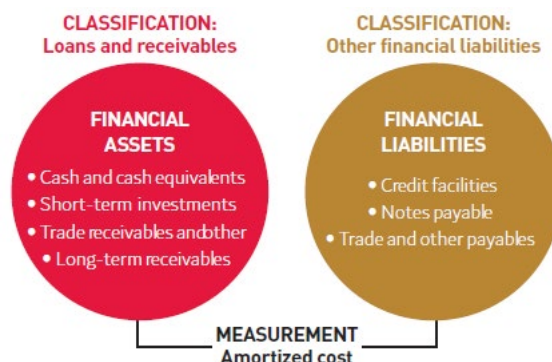 CLASSIFICATION:
Loans and receivables
FINANCIAL
ASSETS
• Cash and cash equivalents
• Short-term investments
• Trade receivables andother
• Long-term receivables
CLASSIFICATION:
Other financial liabilities
FINANCIAL
LIABILITIES
• Credit facilities
• Notes payable
• Trade and other payables
MEASUREMENT
Amortized cost